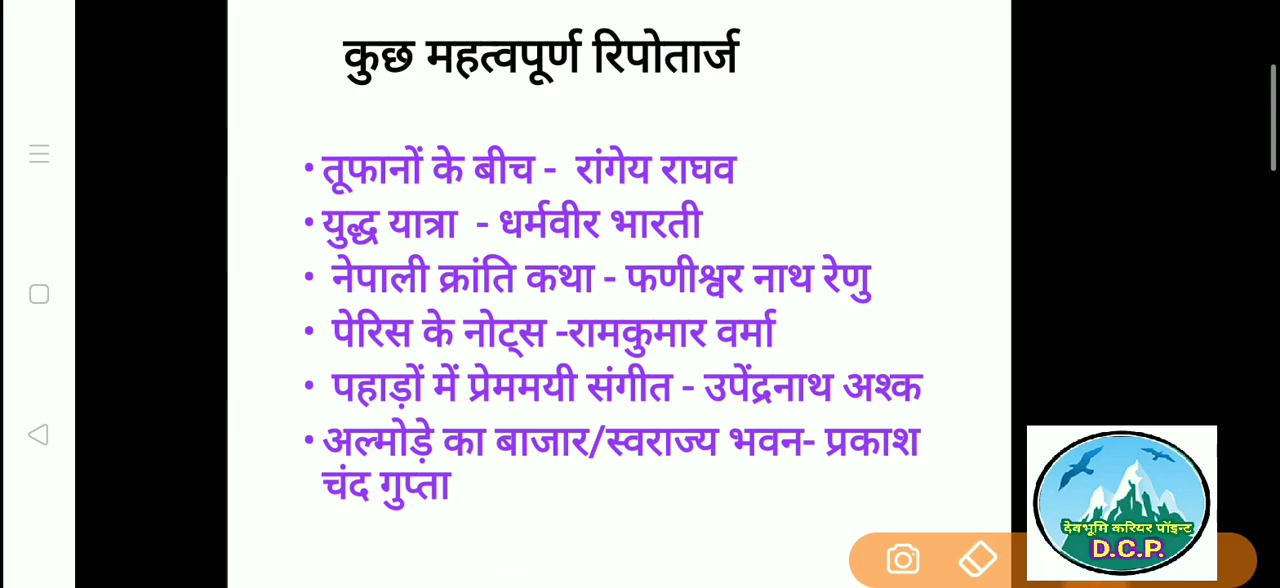 कुछ महत्वपूर्ण रिपोतार्ज
•तूफानों के बीच - रांगेय राघव
•युद्ध यात्रा - धर्मवीर भारती
• नेपाली क्रांति कथा - फणीश्वर नाथ रेणु
• पेरिस के नोट्स -रामकुमार वर्मा
• पहाड़ों में प्रेममयी संगीत - उपेंद्रनाथ अश्क
•अल्मोड़े का बाजार/स्वराज्य भवन- प्रकाश
चंद गुप्ता
देवभूमि करियर पॉइन्ट
D.C.P.